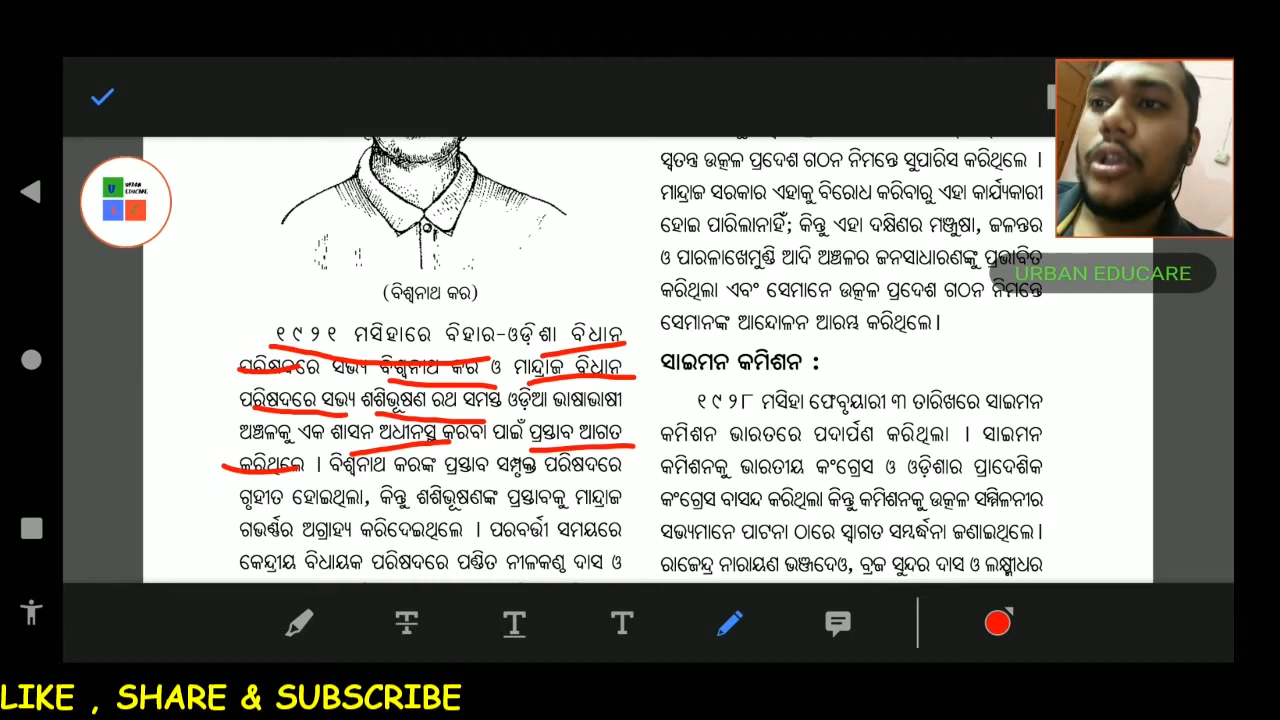 (ବିଶ୍ୱନାଥ କର)
୧୯୨୧ ମସିହାରେ ବିହାର-ଓଡ଼ିଶା ବିଧାନ
ପରିଷଦରେ ସଭ୍ୟ ବିଶ୍ୱନାଥ କର ଓ ମାନ୍ଦ୍ରାଜ ବିଧାନ
ପରିଷଦରେ ସଭ୍ୟ ଶଶିଭୂଷଣ ରଥ ସମସ୍ତ ଓଡ଼ିଆ ଭାଷାଭାଷୀ
ଅଞ୍ଚଳକୁ ଏକ ଶାସନ ଅଧୀନସ୍ଥ କରବା ପାଇଁ ପ୍ରସ୍ତାବ ଆଗତ
କରିଥିଲେ । ବିଶ୍ୱନାଥ କରଙ୍କ ପ୍ରସ୍ତାବ ସମ୍ପୃକ୍ତ ପରିଷଦରେ
ଗୃହୀତ ହୋଇଥିଲା, କିନ୍ତୁ ଶଶିଭୂଷଣଙ୍କ ପ୍ରସ୍ତାବକୁ ମାନ୍ଦ୍ରାଜ
ଗଭର୍ଣ୍ଣର ଅଗ୍ରାହ୍ୟ କରିଦେଇଥିଲେ । ପରବର୍ତ୍ତୀ ସମୟରେ
କେନ୍ଦ୍ରୀୟ ବିଧାୟକ ପରିଷଦରେ ପଣ୍ଡିତ ନୀଳକଣ୍ଠ ଦାସ ଓ
ସ୍ୱତନ୍ତ୍ର ଉତ୍କଳ ପ୍ରଦେଶ ଗଠନ ନିମନ୍ତେ ସୁପାରିସ କରିଥିଲେ ।
ମାନ୍ଦ୍ରାଜ ସରକାର ଏହାକୁ ବିରୋଧ କରିବାରୁ ଏହା କାର୍ଯ୍ୟକାରୀ
ହୋଇ ପାରିଲାନାହିଁ; କିନ୍ତୁ ଏହା ଦକ୍ଷିଣର ମଞ୍ଜୁଷା, ଜଳନ୍ତର
ଓ ପାରଳାଖେମୁଣ୍ଡି ଆଦି ଅଞ୍ଚଳର ଜନସାଧାରଣଙ୍କୁ ପ୍ରଭାବିତ
କରିଥିଲା ଏବଂ ସେମାନେ ଉତ୍କଳ ପ୍ରଦେଶ ଗଠନ ନିମନ୍ତେ
ସେମାନଙ୍କ ଆନ୍ଦୋଳନ ଆରମ୍ଭ କରିଥିଲେ।
ସାଇମନ କମିଶନ :
୧୯୨୮ ମସିହା ଫେବୃୟାରୀ ୩ ତାରିଖରେ ସାଇମନ
କମିଶନ ଭାରତରେ ପଦାର୍ପଣ କରିଥିଲା । ସାଇମନ
କମିଶନକୁ ଭାରତୀୟ କଂଗ୍ରେସ ଓ ଓଡ଼ିଶାର ପ୍ରାଦେଶିକ
କଂଗ୍ରେସ ବାସନ୍ଦ କରିଥିଲା କିନ୍ତୁ କମିଶନକୁ ଉତ୍କଳ ସମ୍ମିଳନୀର
ସଭ୍ୟମାନେ ପାଟନା ଠାରେ ସ୍ୱାଗତ ସମ୍ବର୍ଦ୍ଧନା ଜଣାଇଥିଲେ।
ରାଜେନ୍ଦ୍ର ନାରାୟଣ ଭଞ୍ଜଦେଓ, ବ୍ରଜ ସୁନ୍ଦର ଦାସ ଓ ଲକ୍ଷ୍ମୀଧର
URBAN EDUCARE
URBAN
EDUCARE
LIKE , SHARE & SUBSCRIBE